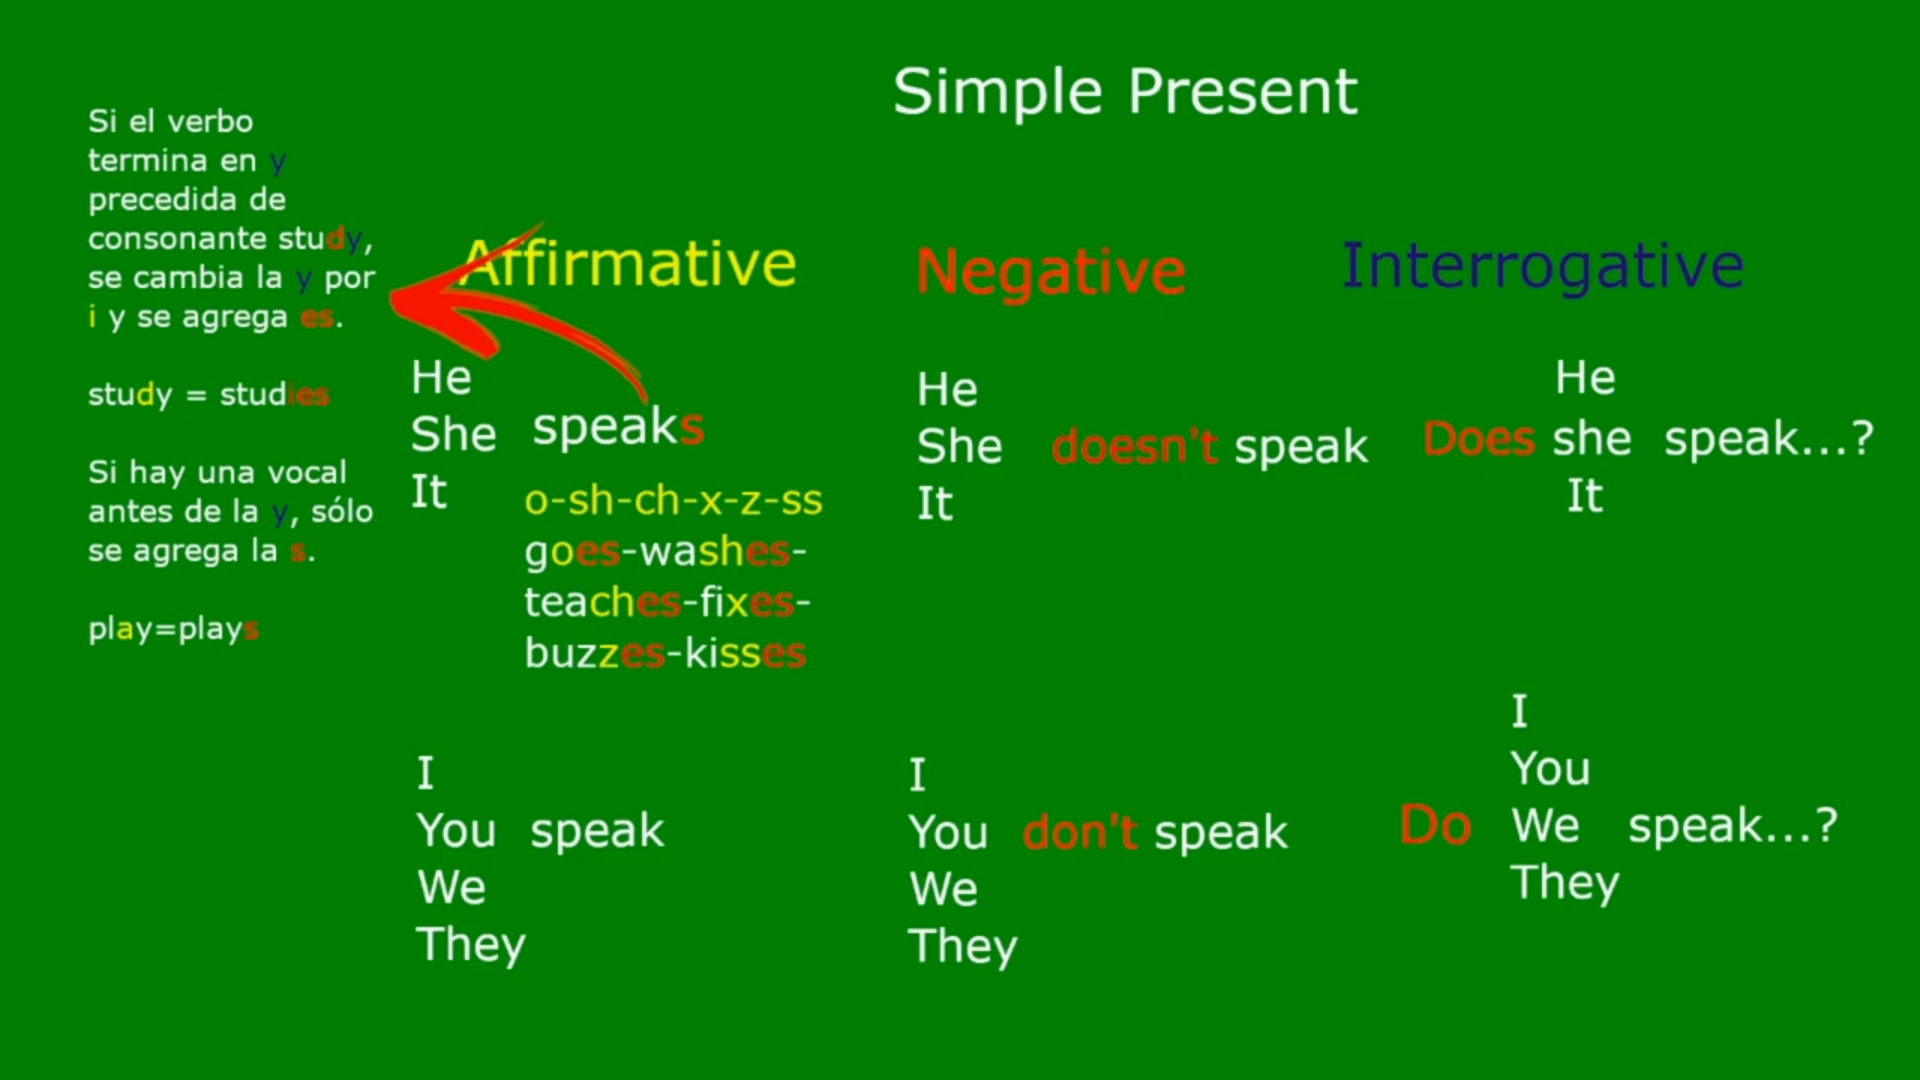 Simple Present
Si el verbo
termina en y
precedida de
consonante study,
se cambia la y por
i y se agrega es.
study = studies
Si hay una vocal
antes de la y, sólo
se agrega la s.
play=plays
Affirmative
He
She speaks
It
o-sh-ch-x-z-ss
goes-washes-
teaches-fixes-
buzzes-kisses
I
You speak
We
They
Negative
He
She doesn't speak
It
I
You don't speak
We
They
Interrogative
He
Does she speak...?
It
I
You
Do We speak...?
They